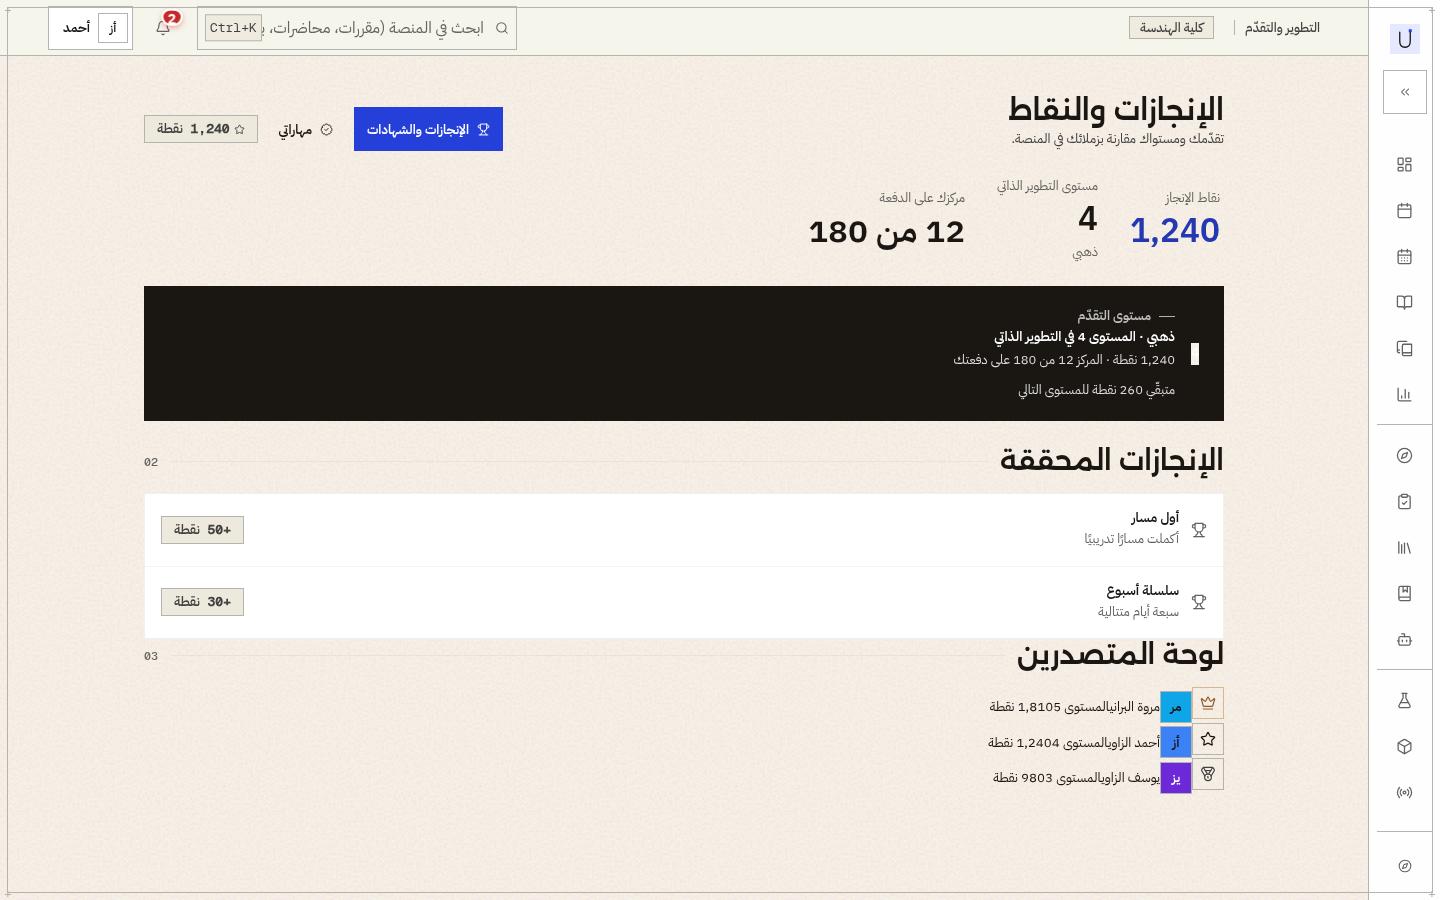 التطوير والتقدّم
كلية الهندسة
ابحث في المنصة (مقررات، محاضرات، ب
Ctrl+K
2
أز
أحمد
U
الإنجازات والنقاط
تقدّمك ومستواك مقارنة بزملائك في المنصة.
الإنجازات والشهادات
مهاراتي
1,240 نقطة
نقاط الإنجاز
1,240
مستوى التطوير الذاتي
4
ذهبي
مركزك على الدفعة
12 من 180
مستوى التقدّم
ذهبي · المستوى 4 في التطوير الذاتي
1,240 نقطة · المركز 12 من 180 على دفعتك
متبقّي 260 نقطة للمستوى التالي
الإنجازات المحققة
02
أول مسار
أكملت مسارًا تدريبيًا
+50 نقطة
سلسلة أسبوع
سبعة أيام متتالية
+30 نقطة
لوحة المتصدرين
03
مر
مروة البرانيالمستوى 1,8105 نقطة
أز
أحمد الزاويالمستوى 1,2404 نقطة
يز
يوسف الزاويالمستوى 9803 نقطة